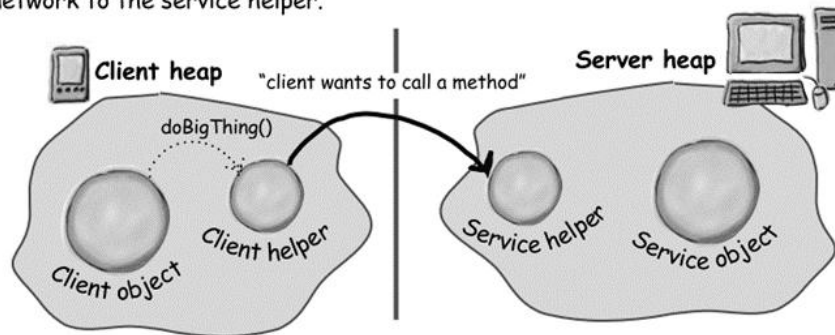 network to the service helper.
Client heap
Server heap
“client wants to call a method”
doBigThing()
Client helper
Client object
Service helper
Service object